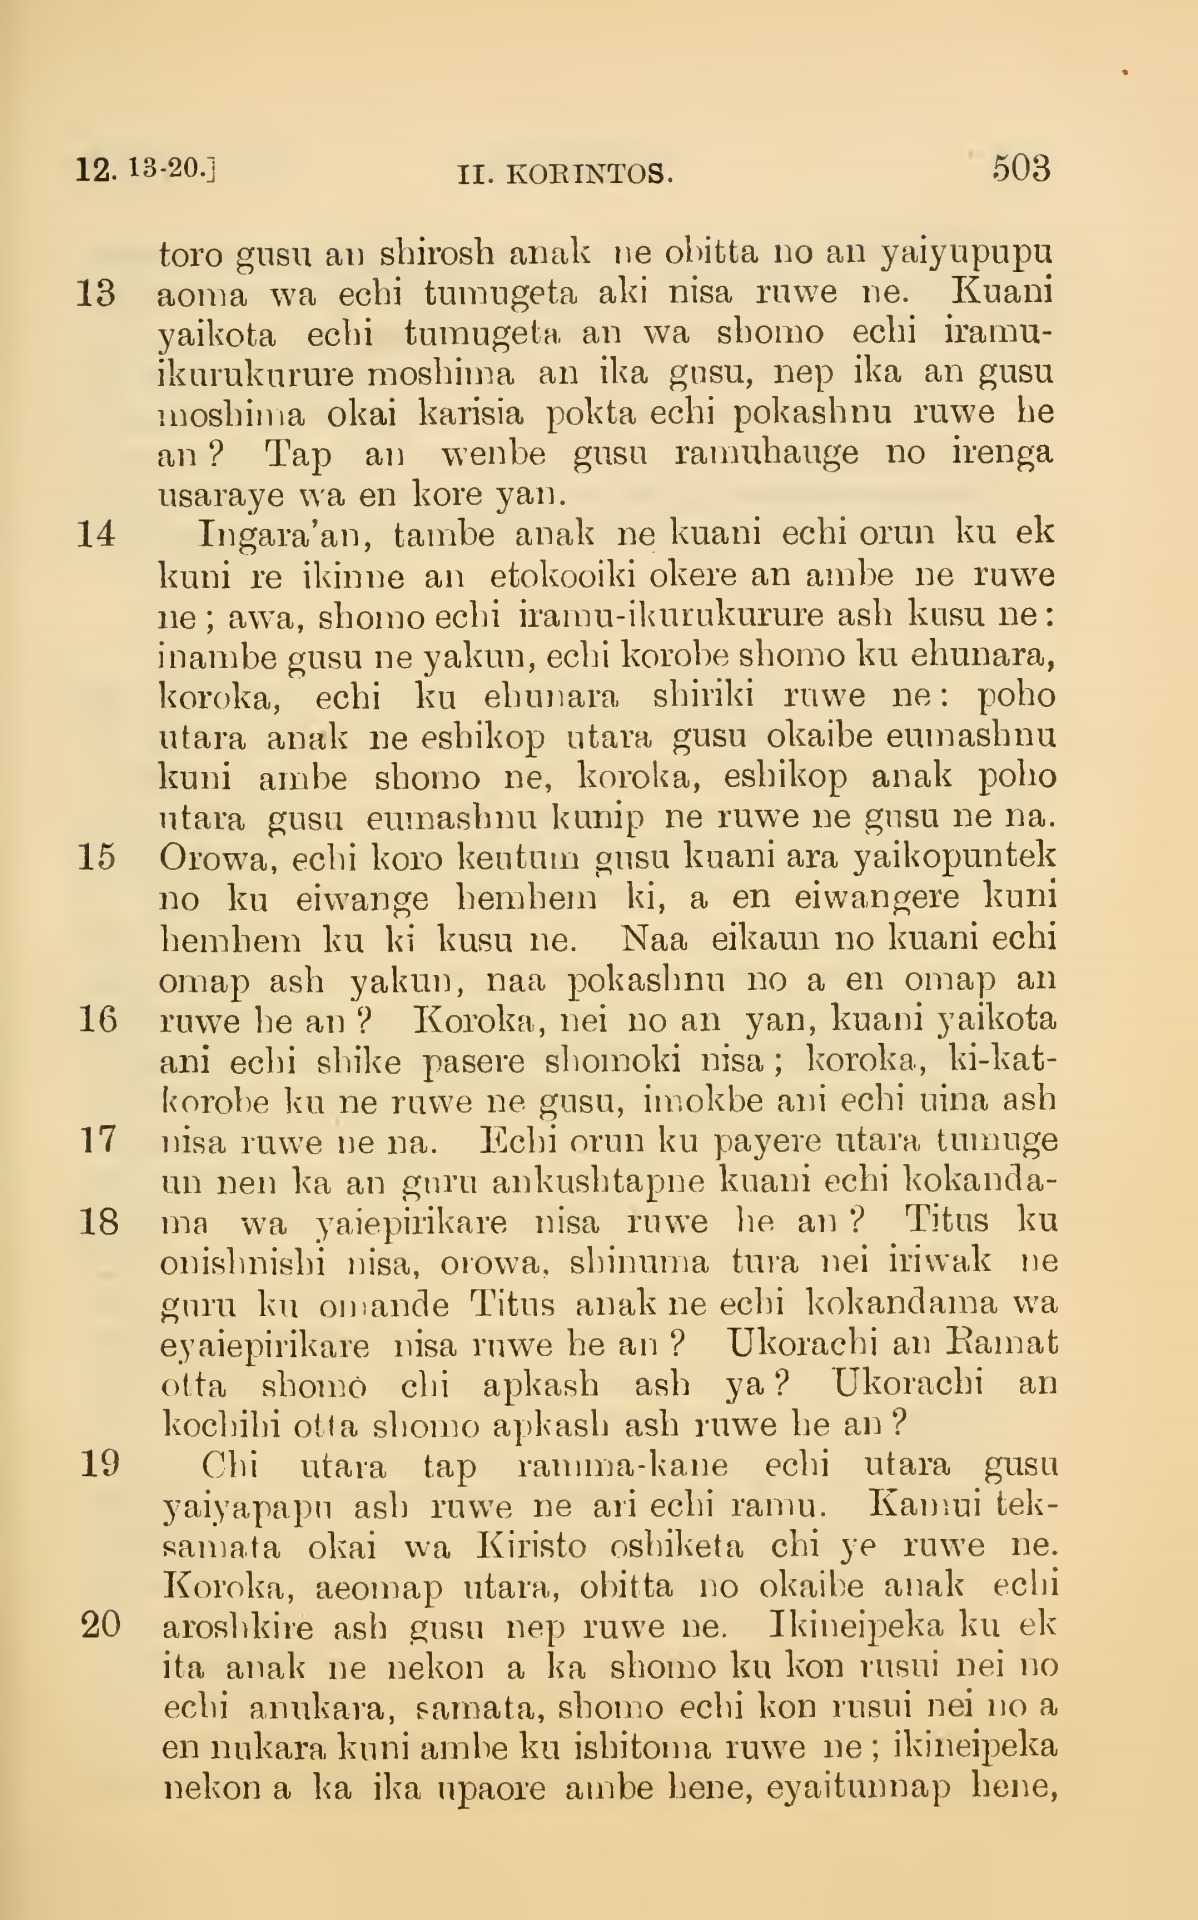 12. 13-20.] II. KORINTOS. 503
toro gusu an shirosh anak ne obitta no an yaiyupupu
13 aoma wa echi tumugeta aki nisa ruwe ne. Kuani
yaikota echi tumugeta an wa shomo echi iramu-
ikurukurure moshima an ika gusu, nep ika an gusu
moshima okai karisia pokta echi pokashnu ruwe he
an? Tap an wenbe gusu ramuhauge no irenga
usaraye wa en kore yan.
14 Ingara'an, tambe anak ne kuani echi orun ku ek
kuni re ikinne an etokooiki okere an ambe ne ruwe
ne; awa, shomo echi iramu-ikurukurure ash kusu ne:
inambe gusu ne yakun, echi korobe shomo ku ehunara,
koroka, echi ku ehunara shiriki ruwe ne: poho
utara anak ne eshikop utara gusu okaibe eumashnu
kuni ambe shomo ne, koroka, eshikop anak poho
utara gusu eumashnu kunip ne ruwe ne gusu ne na.
15 Orowa, echi koro keutum gusu kuani ara yaikopuntek
no ku eiwange hemhem ki, a en eiwangere kuni
hemhem ku ki kusu ne. Naa eikaun no kuani echi
omap ash yakun, naa pokashnu no a en omap an
16 ruwe he an? Koroka, nei no an yan, kuani yaikota
ani echi shike pasere shomoki nisa; koroka, ki-kat-
korobe ku ne ruwe ne gusu, imokbe ani echi uina ash
17 nisa ruwe ne na. Echi orun ku payere utara tumuge
un nen ka an guru ankushtapne kuani echi kokanda-
18 ma wa yaiepirikare nisa ruwe he an? Titus ku
onishnishi nisa, orowa, shinuma tura nei iriwak ne
guru ku omande Titus anak ne echi kokandama wa
eyaiepirikare nisa ruwe he an? Ukorachi an Ramat
otta shomo chi apkash ash ya? Ukorachi an
kochihi otta shomo apkash ash ruwe he an?
19 Chi utara tap ramma-kane echi utara gusu
yaiyapapu ash ruwe ne ari echi ramu. Kamui tek-
samata okai wa Kiristo oshiketa chi ye ruwe ne.
Koroka, aeomap utara, obitta no okaibe anak echi
20 aroshkire ash gusu nep ruwe ne. Ikineipeka ku ek
ita anak ne nekon a ka shomo ku kon rusui nei no
echi anukara, samata, shomo echi kon rusui nei no a
en nukara kuni ambe ku ishitoma ruwe ne; ikineipeka
nekon a ka ika upaore ambe hene, eyaitunnap hene,